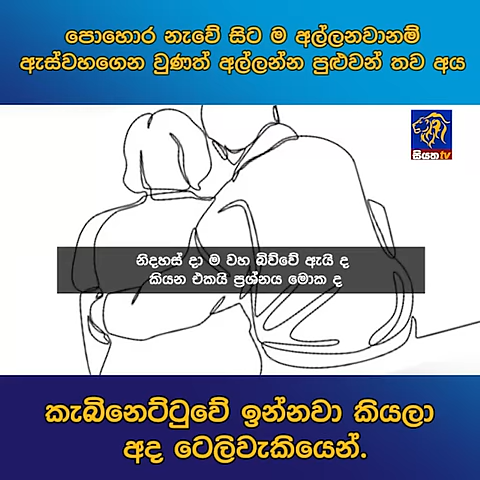 පොහොර නැවේ සිට ම අල්ලනවානම්
ඇස්වහගෙන වුණත් අල්ලන්න පුළුවන් තව අය
සියත tv
නිදහස් දා ම වහ බිව්වේ ඇයි ද
කියන එකයි ප්‍රශ්නය මොක ද
කැබිනෙට්ටුවේ ඉන්නවා කියලා
අද ටෙලිවැකියෙන්.